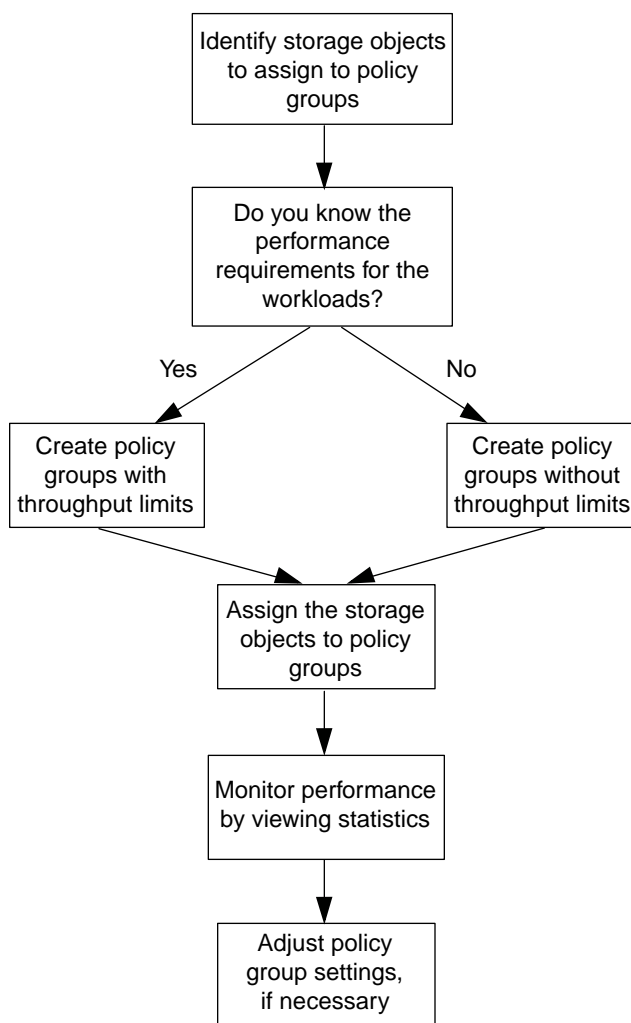 Identify storage objects
to assign to policy
groups
Do you know the
performance
requirements for the
workloads?
Yes
No
Create policy
groups with
throughput limits
Create policy
groups without
throughput limits
Assign the storage
objects to policy
groups
Monitor performance
by viewing statistics
Adjust policy
group settings,
if necessary